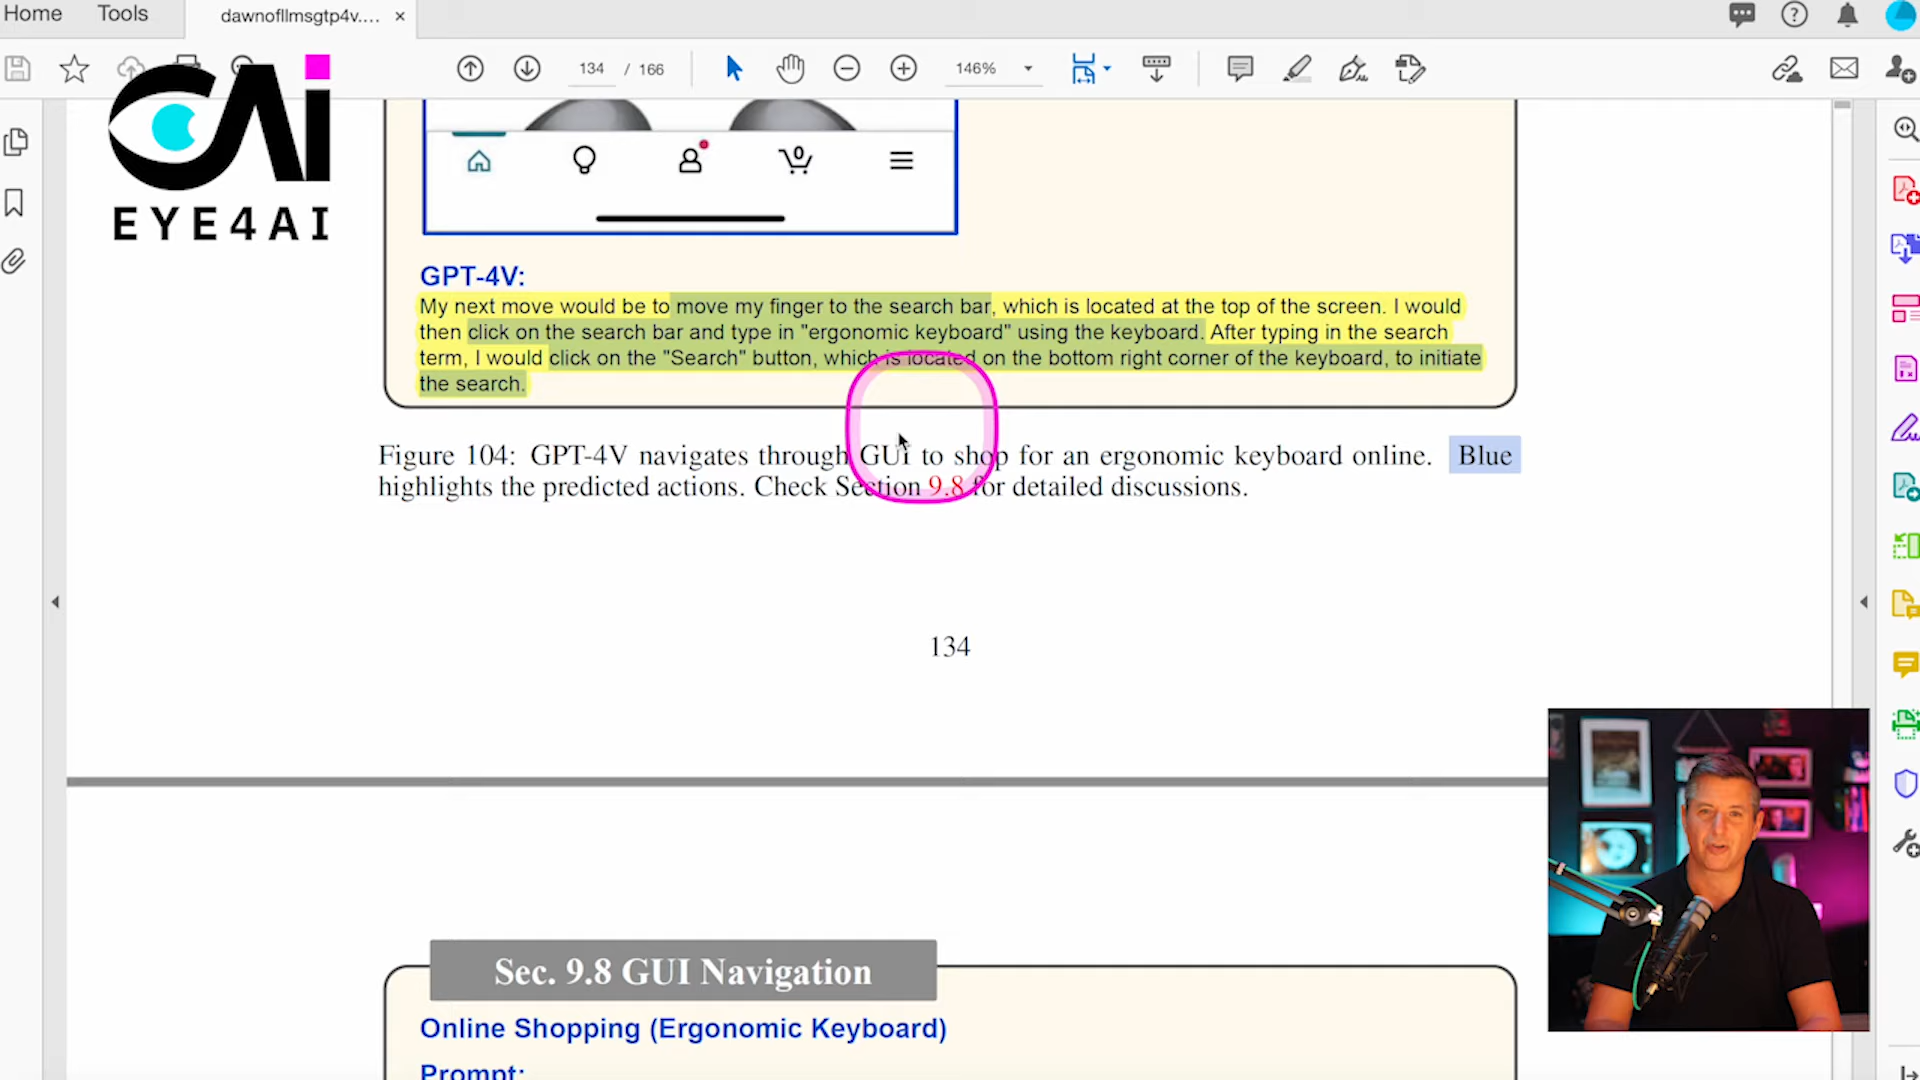 Home
Tools
dawnofllmsgtp4v.... ×
134 / 166
146%
CAi
EYE4AI
0
GPT-4V:
My next move would be to move my finger to the search bar, which is located at the top of the screen. I would
then click on the search bar and type in "ergonomic keyboard" using the keyboard. After typing in the search
term, I would click on the "Search" button, which is located on the bottom right corner of the keyboard, to initiate
the search.
Figure 104: GPT-4V navigates through GUI to shop for an ergonomic keyboard online. Blue
highlights the predicted actions. Check Section 9.8 for detailed discussions.
134
Sec. 9.8 GUI Navigation
Online Shopping (Ergonomic Keyboard)
Prompt: